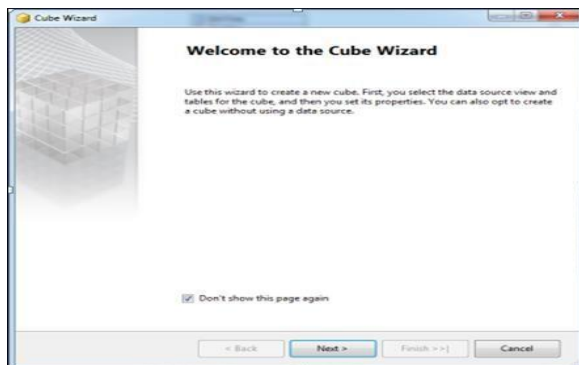 Cube Wizard
Welcome to the Cube Wizard
Use this wizard to create a new cube. First, you select the data source view and
tables for the cube, and then you set its properties. You can also opt to create
a cube without using a data source.
Don't show this page again
< Back
Next >
Finish >>|
Cancel